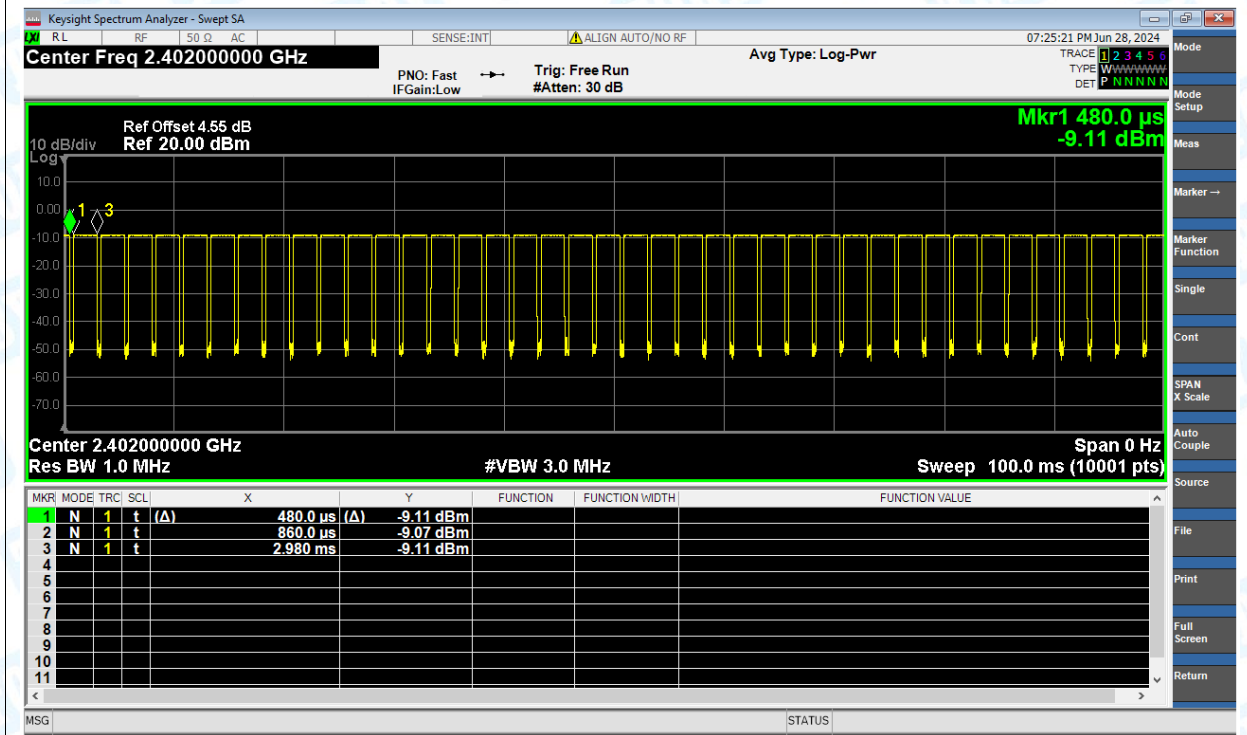 Keysight Spectrum Analyzer - Swept SA
LXI RL RF 50 Ω AC SENSE:INT ALIGN AUTO/NO RF 07:25:21 PM Jun 28, 2024
Center Freq 2.402000000 GHz
PNO: Fast
IFGain:Low
Trig: Free Run
#Atten: 30 dB
Avg Type: Log-Pwr
TRACE 1 2 3 4 5 6
TYPE WWWWWW
DET P N N N N N
Mode
Mode Setup
Meas
Marker →
Marker Function
Single
Cont
SPAN X Scale
Auto Couple
Source
File
Print
Full Screen
Return
Mkr1 480.0 µs
-9.11 dBm
Ref Offset 4.55 dB
10 dB/div Ref 20.00 dBm
Log
10.0
0.00
-10.0
-20.0
-30.0
-40.0
-50.0
-60.0
-70.0
1 3
Center 2.402000000 GHz Span 0 Hz
Res BW 1.0 MHz #VBW 3.0 MHz Sweep 100.0 ms (10001 pts)
MKR MODE TRC SCL X Y FUNCTION FUNCTION WIDTH FUNCTION VALUE
1 N 1 t (Δ) 480.0 µs (Δ) -9.11 dBm
2 N 1 t 860.0 µs -9.07 dBm
3 N 1 t 2.980 ms -9.11 dBm
4
5
6
7
8
9
10
11
MSG STATUS